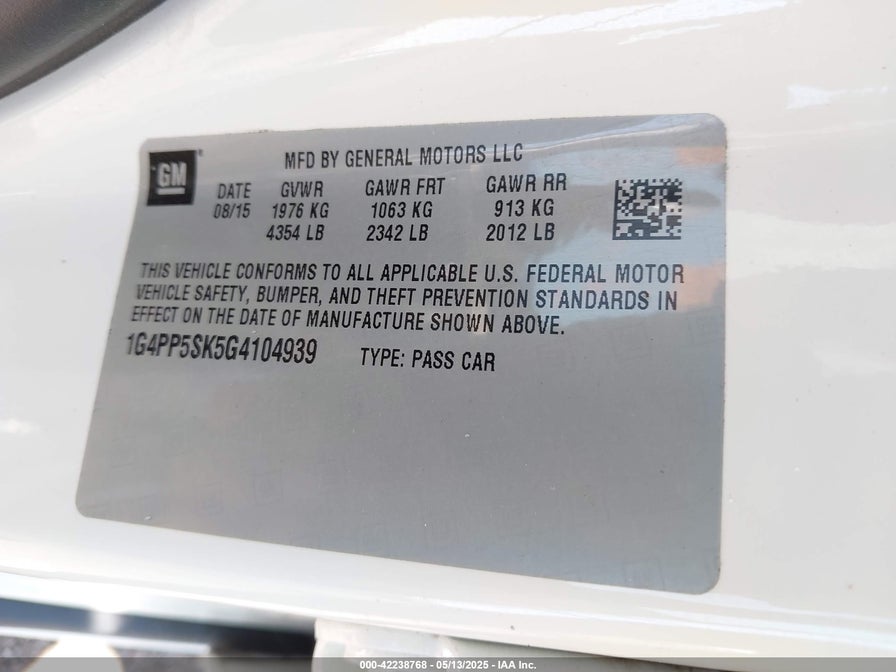 GM
MFD BY GENERAL MOTORS LLC
DATE GVWR GAWR FRT GAWR RR
08/15 1976 KG 1063 KG 913 KG
4354 LB 2342 LB 2012 LB
THIS VEHICLE CONFORMS TO ALL APPLICABLE U.S. FEDERAL MOTOR
VEHICLE SAFETY, BUMPER, AND THEFT PREVENTION STANDARDS IN
EFFECT ON THE DATE OF MANUFACTURE SHOWN ABOVE.
1G4PP5SK5G4104939 TYPE: PASS CAR
000-42238768 - 05/13/2025 - IAA Inc.